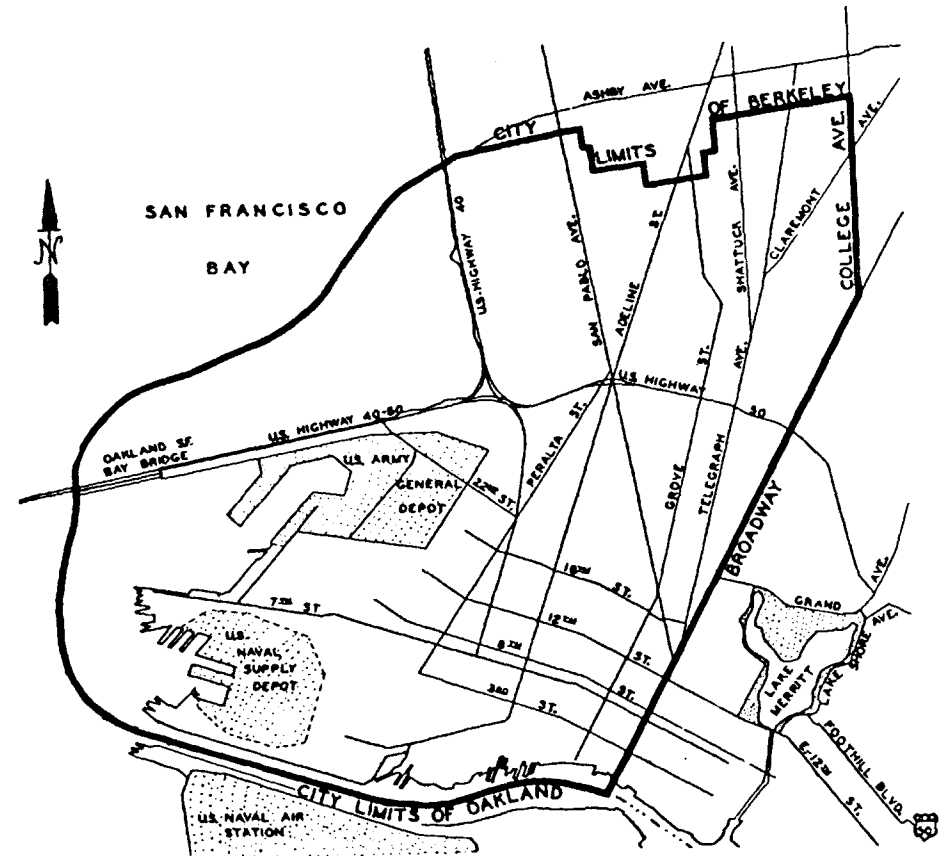 ASHBY AVE.
CITY LIMITS OF BERKELEY
COLLEGE AVE.
CLAREMONT AVE.
SHATTUCK AVE.
SAN FRANCISCO
BAY
N
U.S. HIGHWAY 40
SAN PABLO AVE.
ADELINE ST.
GROVE ST.
TELEGRAPH AVE.
U.S. HIGHWAY 50
OAKLAND S.F.
BAY BRIDGE
U.S. HIGHWAY 40-50
PERALTA ST.
U.S. ARMY
GENERAL
DEPOT
22ND ST.
BROADWAY
18TH ST.
12TH ST.
7TH ST
8TH ST.
3RD ST.
U.S.
NAVAL
SUPPLY
DEPOT
GRAND AVE.
LAKE
MERRITT
LAKE SHORE AVE.
FOOTHILL BLVD.
E. 12TH ST.
CITY LIMITS OF OAKLAND
U.S. NAVAL AIR
STATION